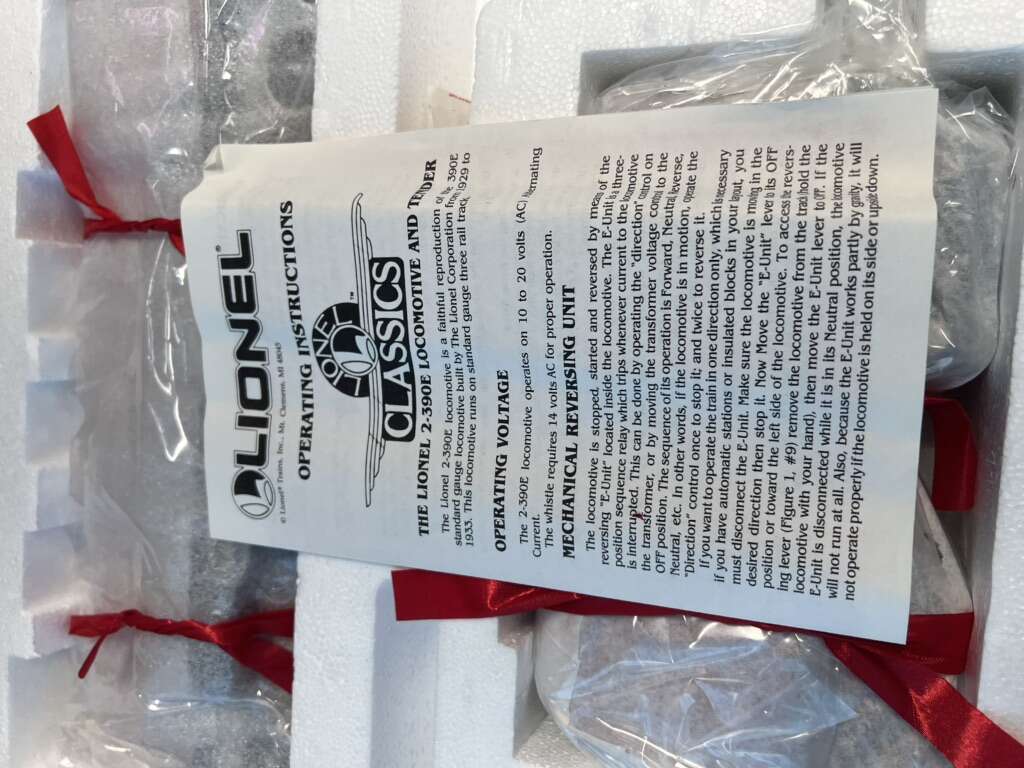 LIONEL®
© Lionel® Trains, Inc., Mt. Clemens, MI 48045
OPERATING INSTRUCTIONS
LIONEL
CLASSICS™
THE LIONEL 2-390E LOCOMOTIVE AND TENDER
The Lionel 2-390E locomotive is a faithful reproduction of the 390E
standard gauge locomotive built by The Lionel Corporation from 1929 to
1933. This locomotive runs on standard gauge three rail track.
OPERATING VOLTAGE
The 2-390E locomotive operates on 10 to 20 volts (AC) Alternating
Current.
The whistle requires 14 volts AC for proper operation.
MECHANICAL REVERSING UNIT
The locomotive is stopped, started and reversed by means of the
reversing "E-Unit" located inside the locomotive. The E-Unit is three-
position sequence relay which trips whenever current to the locomotive
is interrupted. This can be done by operating the "direction" control on
the transformer, or by moving the transformer voltage control to the
OFF position. The sequence of its operation is Forward, Neutral, Reverse,
Neutral, etc. In other words, if the locomotive is in motion, operate the
"Direction" control once to stop it; and twice to reverse it.
If you want to operate the train in one direction only, which is necessary
if you have automatic stations or insulated blocks in your layout, you
must disconnect the E-Unit. Make sure the locomotive is moving in the
desired direction then stop it. Now Move the "E-Unit" lever to its OFF
position or toward the left side of the locomotive. To access the revers-
ing lever (Figure 1, #9) remove the locomotive from the track (hold the
locomotive with your hand), then move the E-Unit lever to OFF. If the
E-Unit is disconnected while it is in its Neutral position, the locomotive
will not run at all. Also, because the E-Unit works partly by gravity, it will
not operate properly if the locomotive is held on its side or upside down.